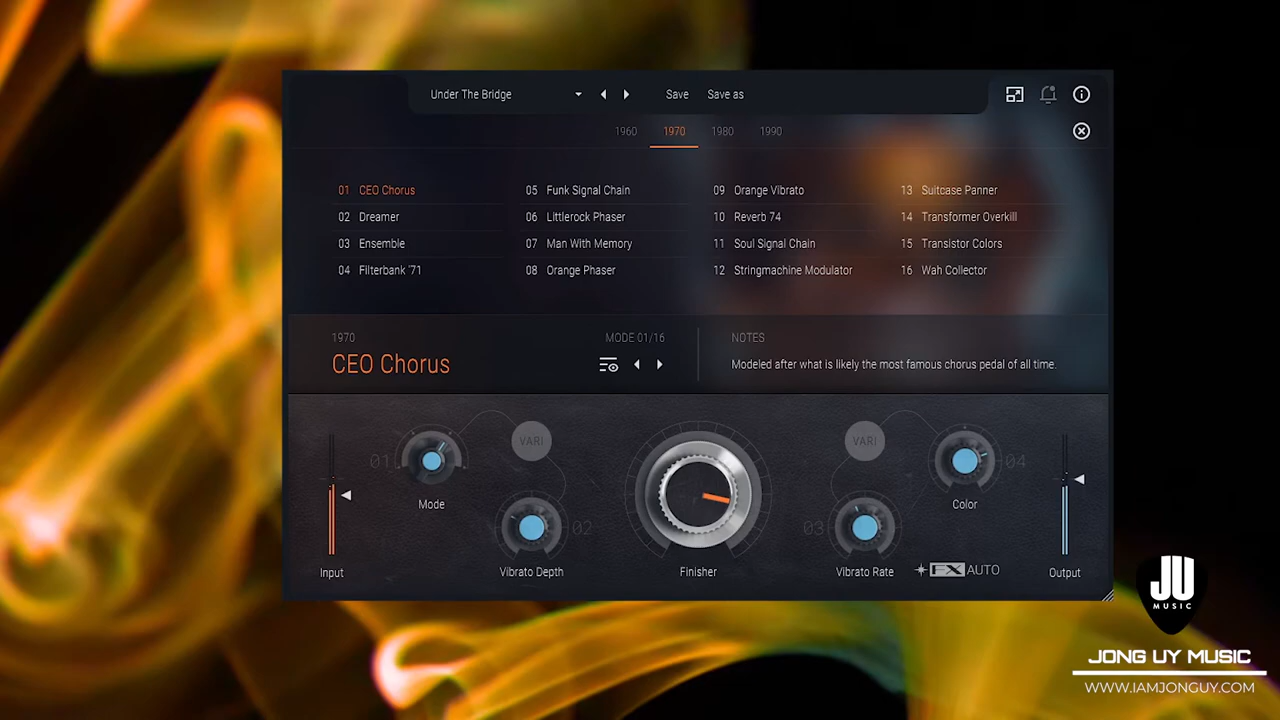 Under The Bridge Save Save as
1960 1970 1980 1990
01 CEO Chorus 05 Funk Signal Chain 09 Orange Vibrato 13 Suitcase Panner
02 Dreamer 06 Littlerock Phaser 10 Reverb 74 14 Transformer Overkill
03 Ensemble 07 Man With Memory 11 Soul Signal Chain 15 Transistor Colors
04 Filterbank '71 08 Orange Phaser 12 Stringmachine Modulator 16 Wah Collector
1970 MODE 01/16 NOTES
CEO Chorus Modeled after what is likely the most famous chorus pedal of all time.
VARI VARI
01 04
Mode Color
02 03
Input Vibrato Depth Finisher Vibrato Rate FX AUTO Output
JU
MUSIC
JONG UY MUSIC
WWW.IAMJONGUY.COM